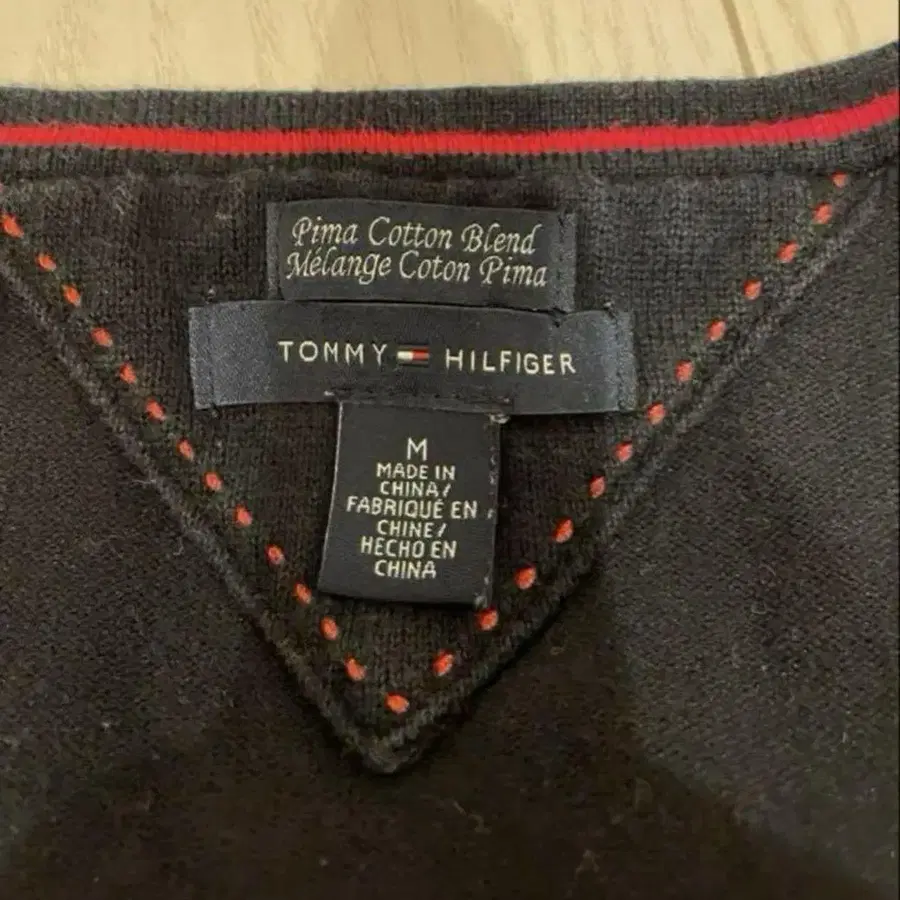 Pima Cotton Blend
Mélange Coton Pima
TOMMY HILFIGER
M
MADE IN
CHINA/
FABRIQUÉ EN
CHINE/
HECHO EN
CHINA